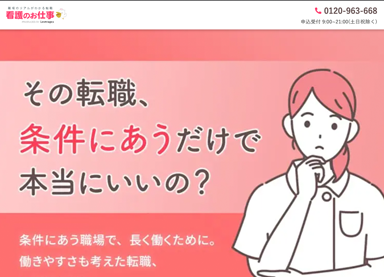 看護のお仕事
0120-963-668
申込受付 9:00~21:00(土日祝除く)
その転職、
条件にあうだけで
本当にいいの?
条件にあう職場で、長く働くために。
働きやすさも考えた転職、